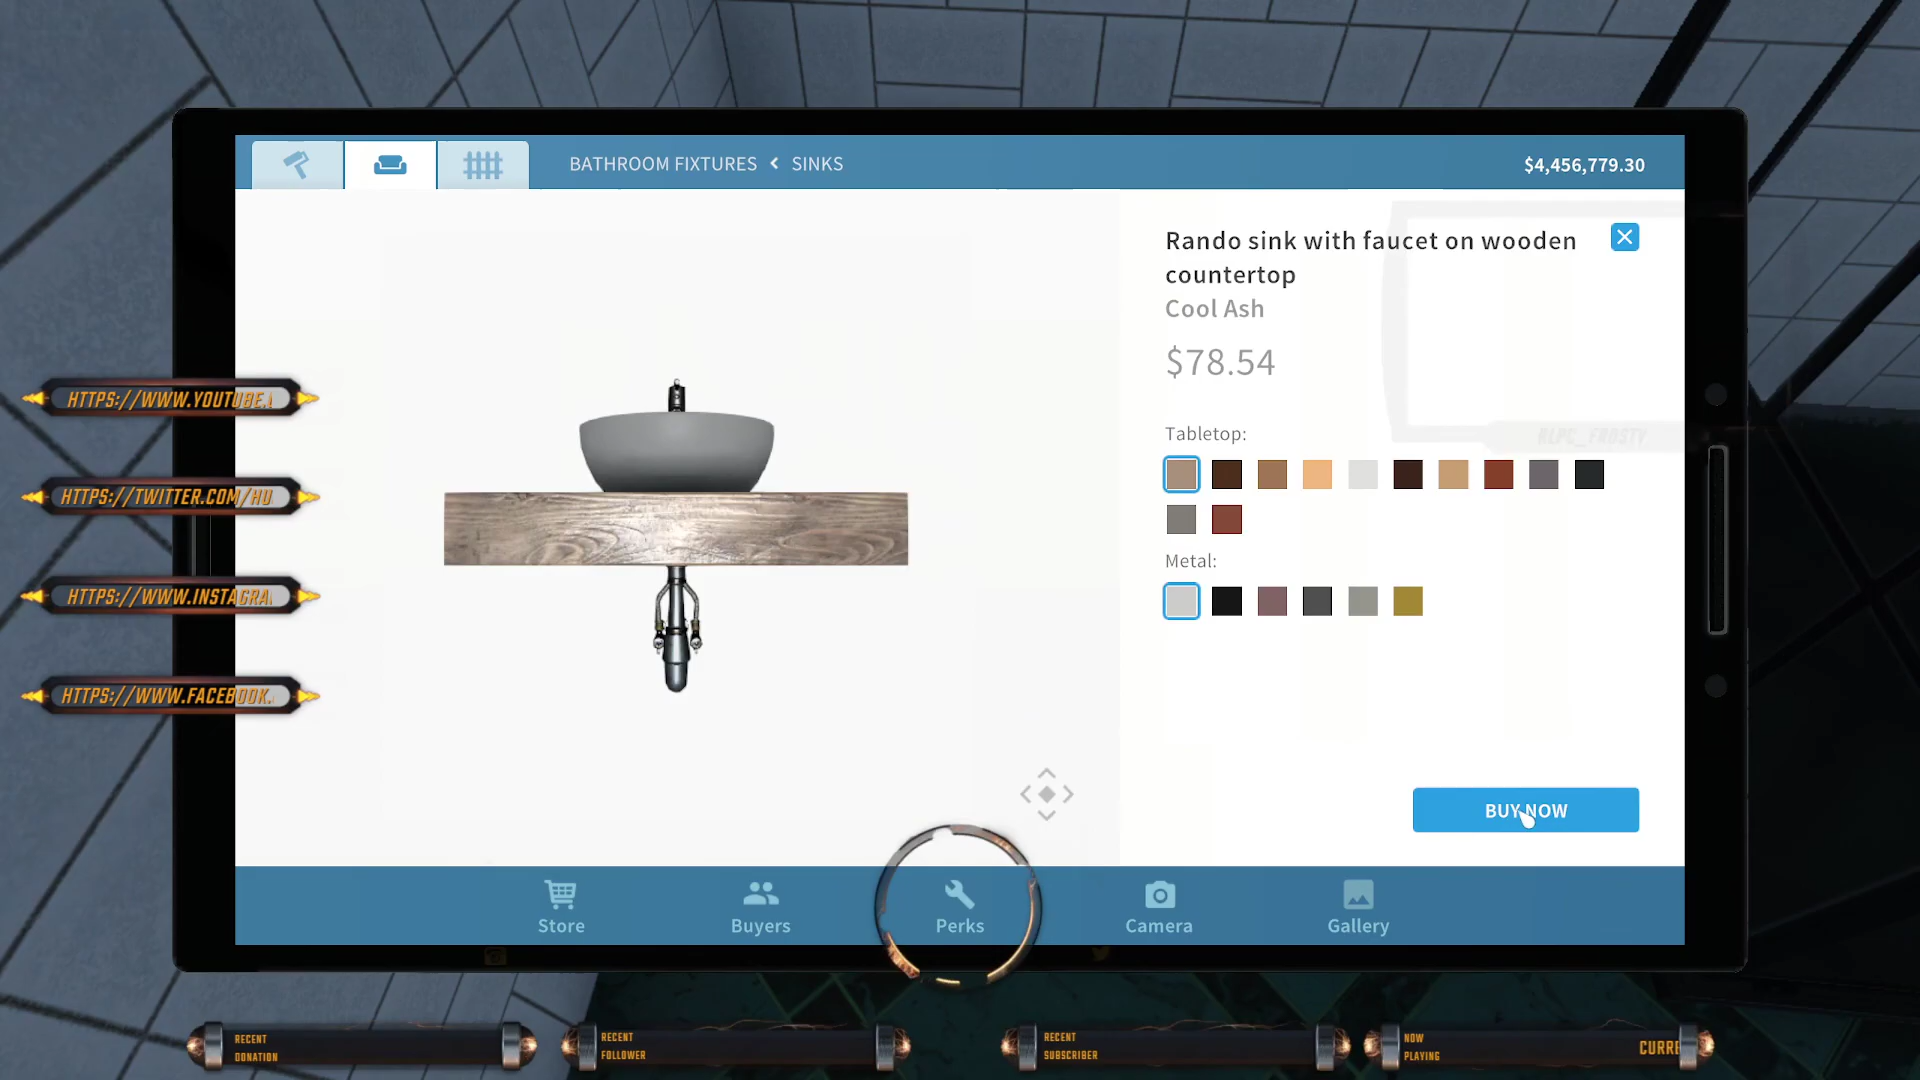 BATHROOM FIXTURES < SINKS
$4,456,779.30
Rando sink with faucet on wooden
countertop
Cool Ash
$78.54
Tabletop:
Metal:
BUY NOW
HTTPS://WWW.YOUTUBE.
HTTPS://TWITTER.COM/HU
HTTPS://WWW.INSTAGRA
HTTPS://WWW.FACEBOOK.
Store
Buyers
Perks
Camera
Gallery
RECENT
DONATION
RECENT
FOLLOWER
RECENT
SUBSCRIBER
NOW
PLAYING
CURRE